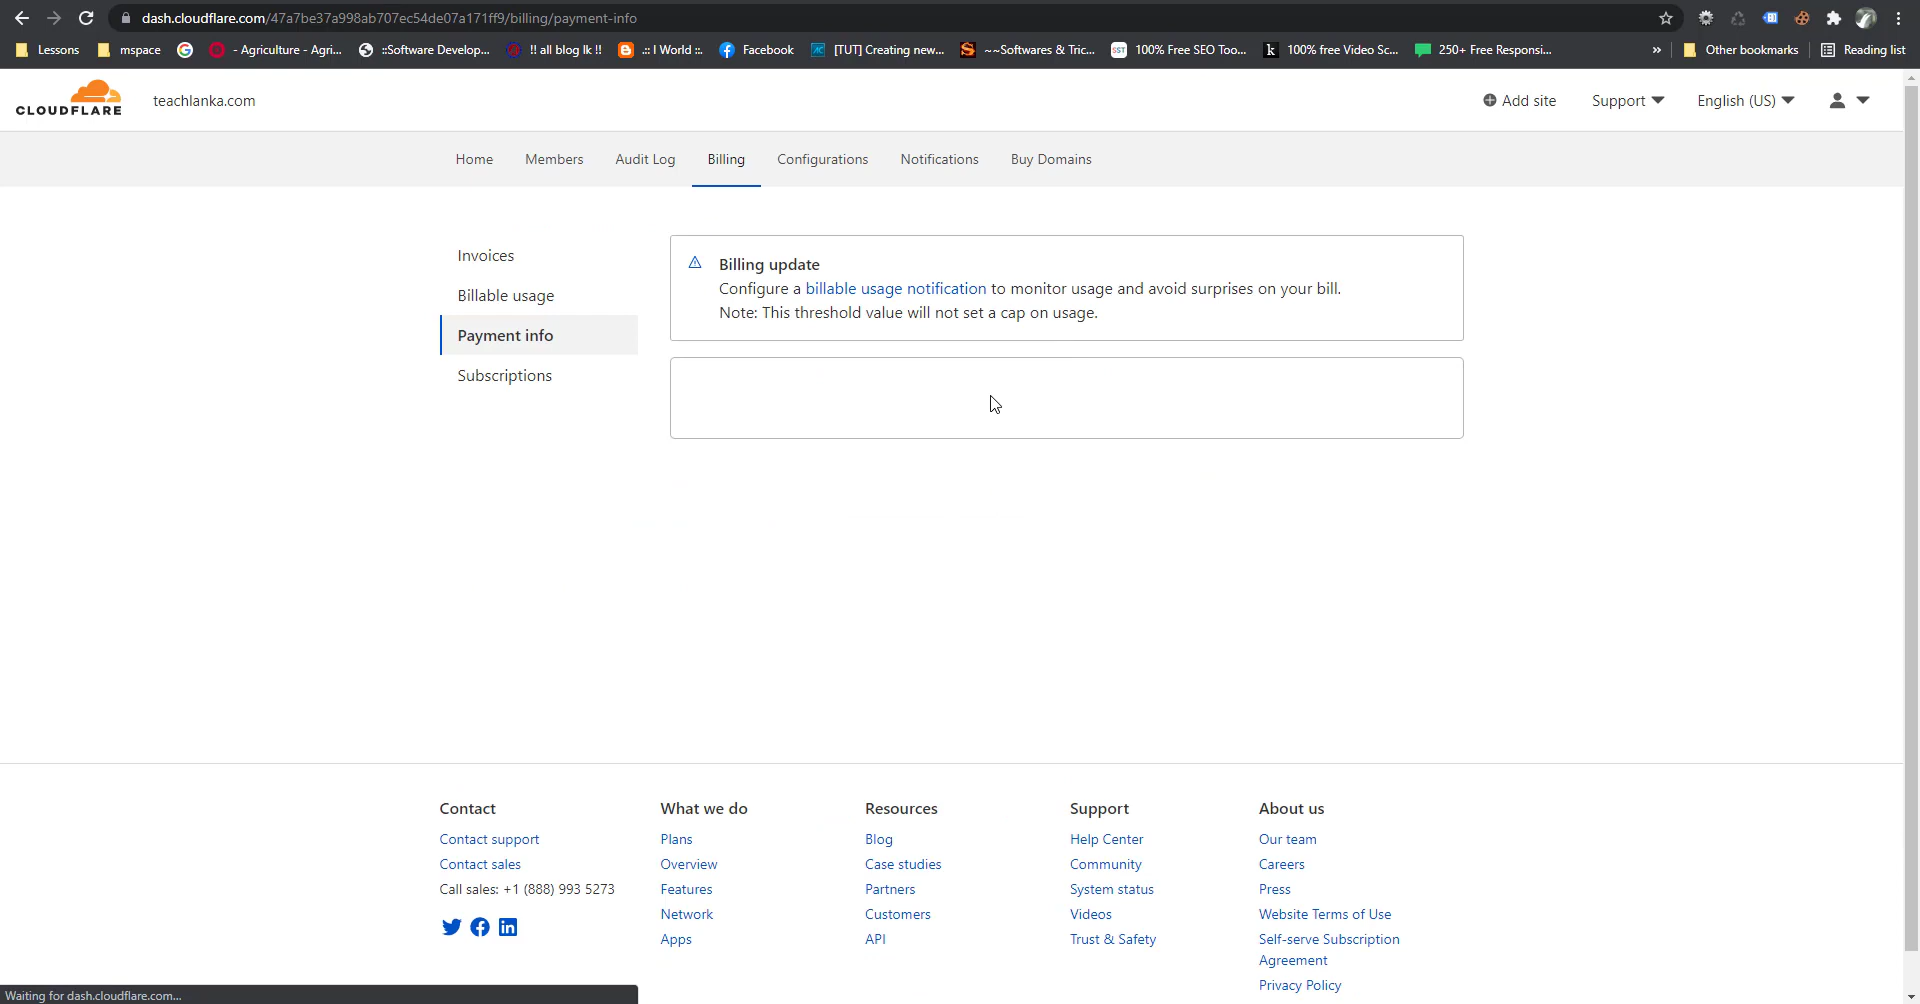 dash.cloudflare.com/47a7be37a998ab707ec54de07a171ff9/billing/payment-info
Lessons mspace - Agriculture - Agri... ::Software Develop... !! all blog lk !! .:: I World ::. Facebook [TUT] Creating new... ~~Softwares & Tric... SST 100% Free SEO Too... k 100% free Video Sc... 250+ Free Responsi... » Other bookmarks Reading list
CLOUDFLARE teachlanka.com Add site Support English (US)
Home Members Audit Log Billing Configurations Notifications Buy Domains
Invoices
Billable usage
Payment info
Subscriptions
Billing update
Configure a billable usage notification to monitor usage and avoid surprises on your bill.
Note: This threshold value will not set a cap on usage.
Contact
Contact support
Contact sales
Call sales: +1 (888) 993 5273
What we do
Plans
Overview
Features
Network
Apps
Resources
Blog
Case studies
Partners
Customers
API
Support
Help Center
Community
System status
Videos
Trust & Safety
About us
Our team
Careers
Press
Website Terms of Use
Self-serve Subscription
Agreement
Privacy Policy
Waiting for dash.cloudflare.com...